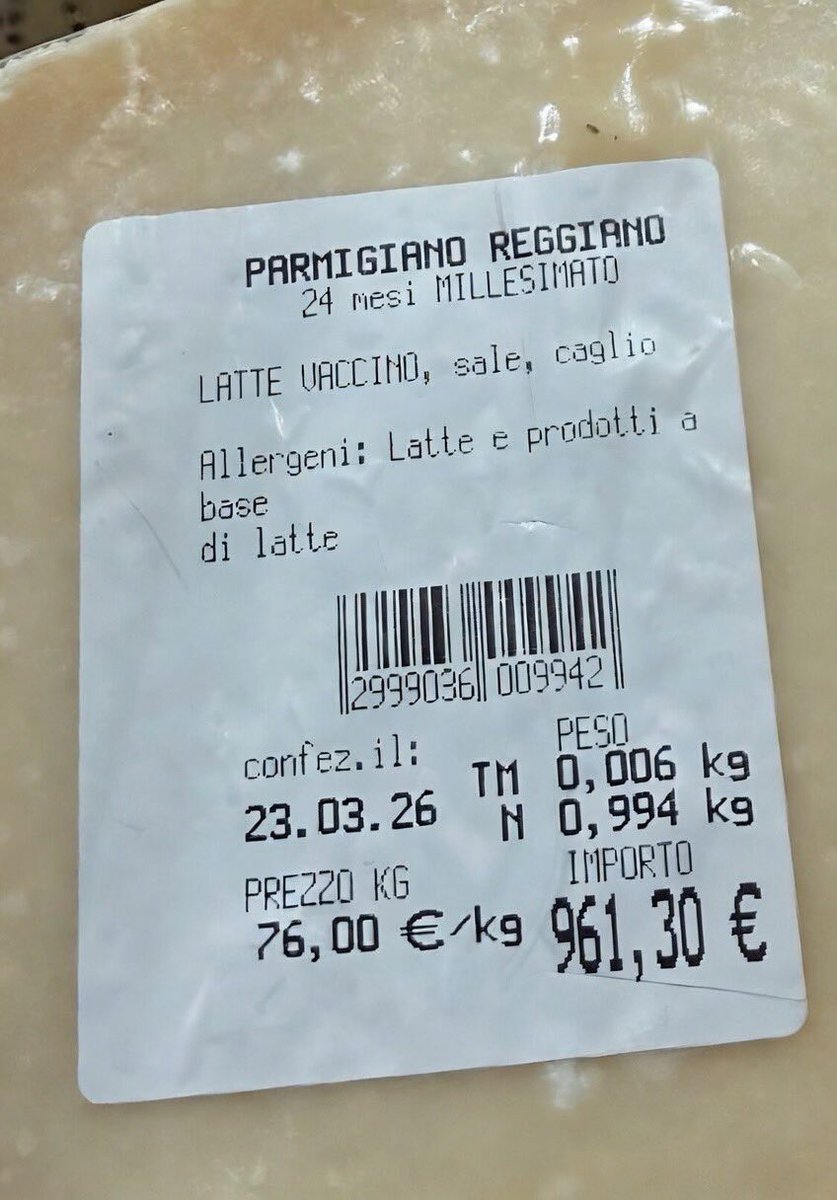 PARMIGIANO REGGIANO
24 mesi MILLESIMATO
LATTE VACCINO, sale, caglio
Allergeni: Latte e prodotti a
base
di latte
2999036 009942
confez.il:
23.03.26
PESO
TM 0,006 kg
N 0,994 kg
PREZZO KG
76,00 €/kg
IMPORTO
961,30 €